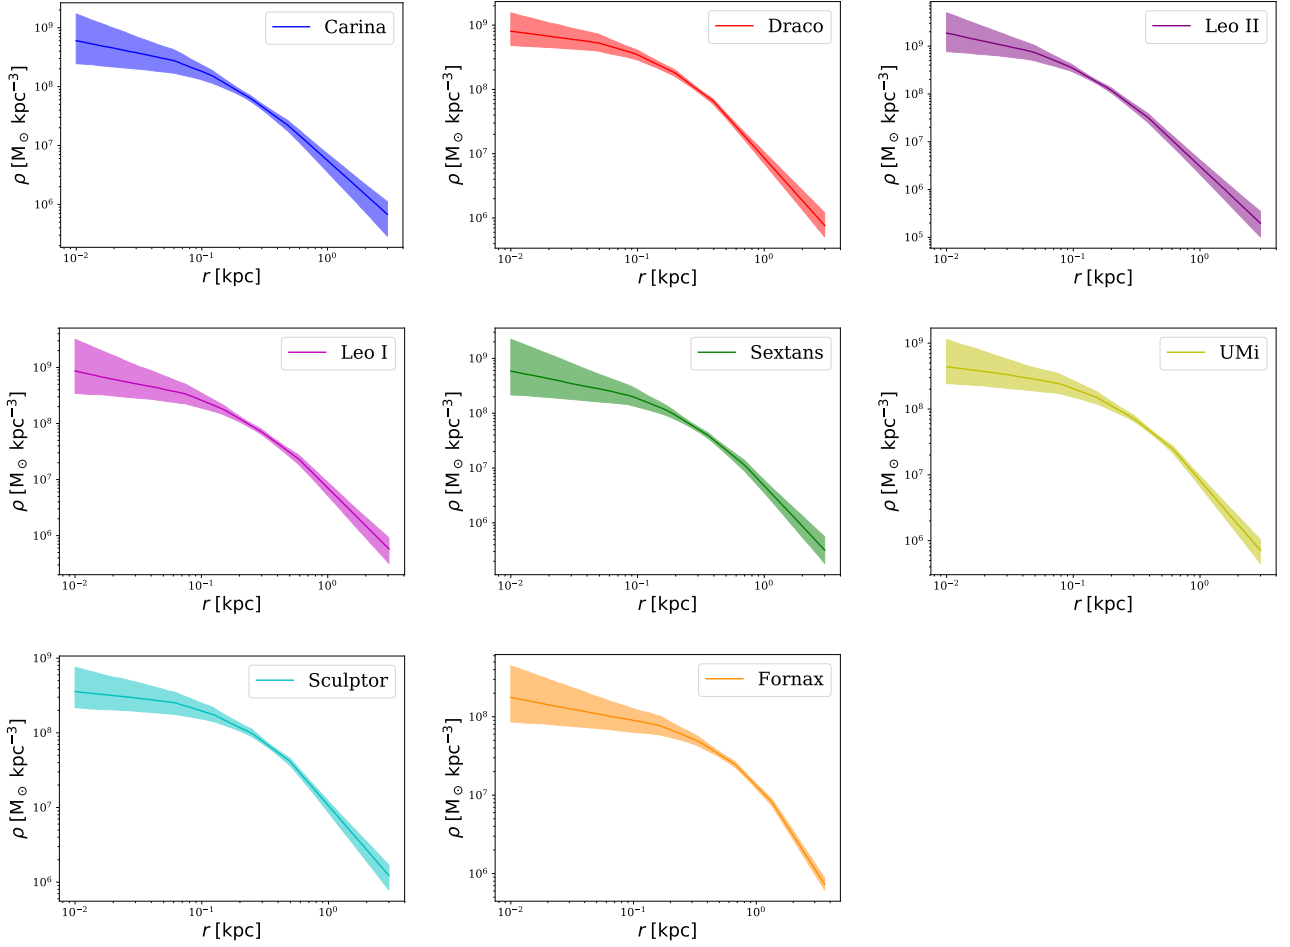 Carina
ρ [M⊙ kpc⁻³]
10⁹
10⁸
10⁷
10⁶
10⁻²
10⁻¹
10⁰
r [kpc]
Draco
ρ [M⊙ kpc⁻³]
10⁹
10⁸
10⁷
10⁶
10⁻²
10⁻¹
10⁰
r [kpc]
Leo II
ρ [M⊙ kpc⁻³]
10⁹
10⁸
10⁷
10⁶
10⁵
10⁻²
10⁻¹
10⁰
r [kpc]
Leo I
ρ [M⊙ kpc⁻³]
10⁹
10⁸
10⁷
10⁶
10⁻²
10⁻¹
10⁰
r [kpc]
Sextans
ρ [M⊙ kpc⁻³]
10⁹
10⁸
10⁷
10⁶
10⁻²
10⁻¹
10⁰
r [kpc]
UMi
ρ [M⊙ kpc⁻³]
10⁹
10⁸
10⁷
10⁶
10⁻²
10⁻¹
10⁰
r [kpc]
Sculptor
ρ [M⊙ kpc⁻³]
10⁹
10⁸
10⁷
10⁶
10⁻²
10⁻¹
10⁰
r [kpc]
Fornax
ρ [M⊙ kpc⁻³]
10⁸
10⁷
10⁶
10⁻²
10⁻¹
10⁰
r [kpc]